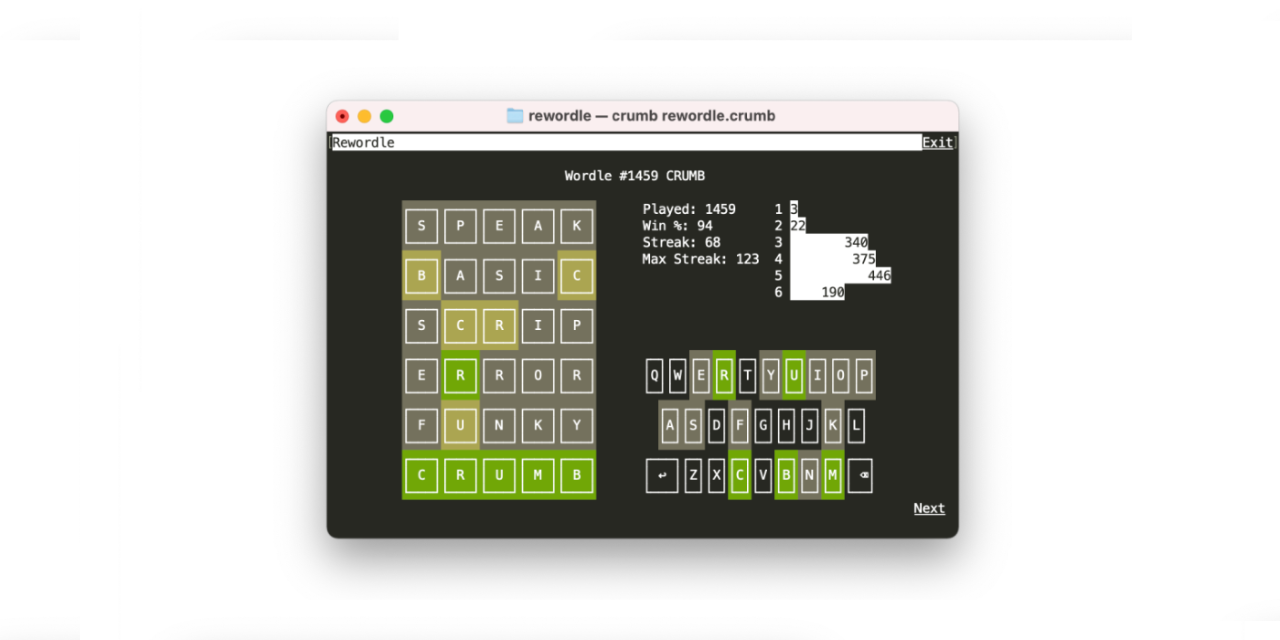 rewordle — crumb rewordle.crumb
Rewordle Exit
Wordle #1459 CRUMB
S P E A K
B A S I C
S C R I P
E R R O R
F U N K Y
C R U M B
Played: 1459
Win %: 94
Streak: 68
Max Streak: 123
1 3
2 22
3 340
4 375
5 446
6 190
Q W E R T Y U I O P
A S D F G H J K L
↩ Z X C V B N M ⌫
Next